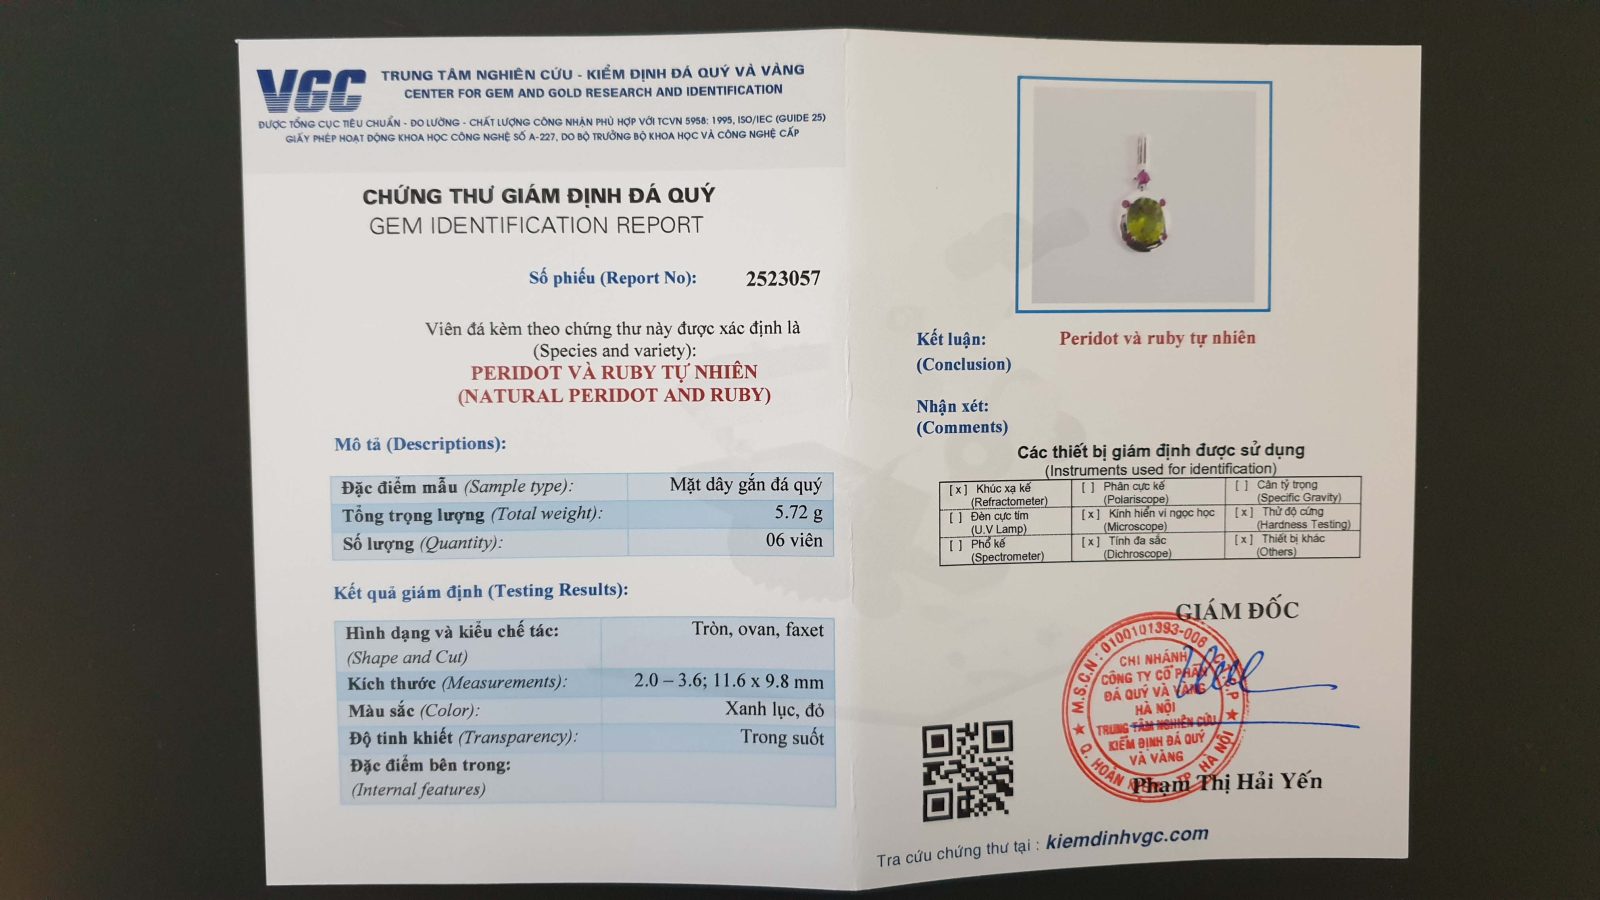 VGC
TRUNG TÂM NGHIÊN CỨU - KIỂM ĐỊNH ĐÁ QUÝ VÀ VÀNG
CENTER FOR GEM AND GOLD RESEARCH AND IDENTIFICATION
ĐƯỢC TỔNG CỤC TIÊU CHUẨN - ĐO LƯỜNG - CHẤT LƯỢNG CÔNG NHẬN PHÙ HỢP VỚI TCVN 5958: 1995, ISO/IEC (GUIDE 25)
GIẤY PHÉP HOẠT ĐỘNG KHOA HỌC CÔNG NGHỆ SỐ A-227, DO BỘ TRƯỞNG BỘ KHOA HỌC VÀ CÔNG NGHỆ CẤP
CHỨNG THƯ GIÁM ĐỊNH ĐÁ QUÝ
GEM IDENTIFICATION REPORT
Số phiếu (Report No): 2523057
Viên đá kèm theo chứng thư này được xác định là
(Species and variety):
PERIDOT VÀ RUBY TỰ NHIÊN
(NATURAL PERIDOT AND RUBY)
Mô tả (Descriptions):
Đặc điểm mẫu (Sample type): Mặt dây gắn đá quý
Tổng trọng lượng (Total weight): 5.72 g
Số lượng (Quantity): 06 viên
Kết quả giám định (Testing Results):
Hình dạng và kiểu chế tác: Tròn, ovan, faxet
(Shape and Cut)
Kích thước (Measurements): 2.0 – 3.6; 11.6 x 9.8 mm
Màu sắc (Color): Xanh lục, đỏ
Độ tinh khiết (Transparency): Trong suốt
Đặc điểm bên trong:
(Internal features)
Kết luận: Peridot và ruby tự nhiên
(Conclusion)
Nhận xét:
(Comments)
Các thiết bị giám định được sử dụng
(Instruments used for identification)
[x] Khúc xạ kế [ ] Phân cực kế [ ] Cân tỷ trọng
(Refractometer) (Polariscope) (Specific Gravity)
[ ] Đèn cực tím [x] Kính hiển vi ngọc học [x] Thử độ cứng
(U.V Lamp) (Microscope) (Hardness Testing)
[ ] Phổ kế [x] Tính đa sắc [x] Thiết bị khác
(Spectrometer) (Dichroscope) (Others)
GIÁM ĐỐC
M.S.C.N: 0100101393-006
CHI NHÁNH
CÔNG TY CỔ PHẦN
ĐÁ QUÝ VÀ VÀNG
HÀ NỘI
TRUNG TÂM NGHIÊN CỨU
KIỂM ĐỊNH ĐÁ QUÝ
VÀ VÀNG
Phạm Thị Hải Yến
Tra cứu chứng thư tại : kiemdinhvgc.com